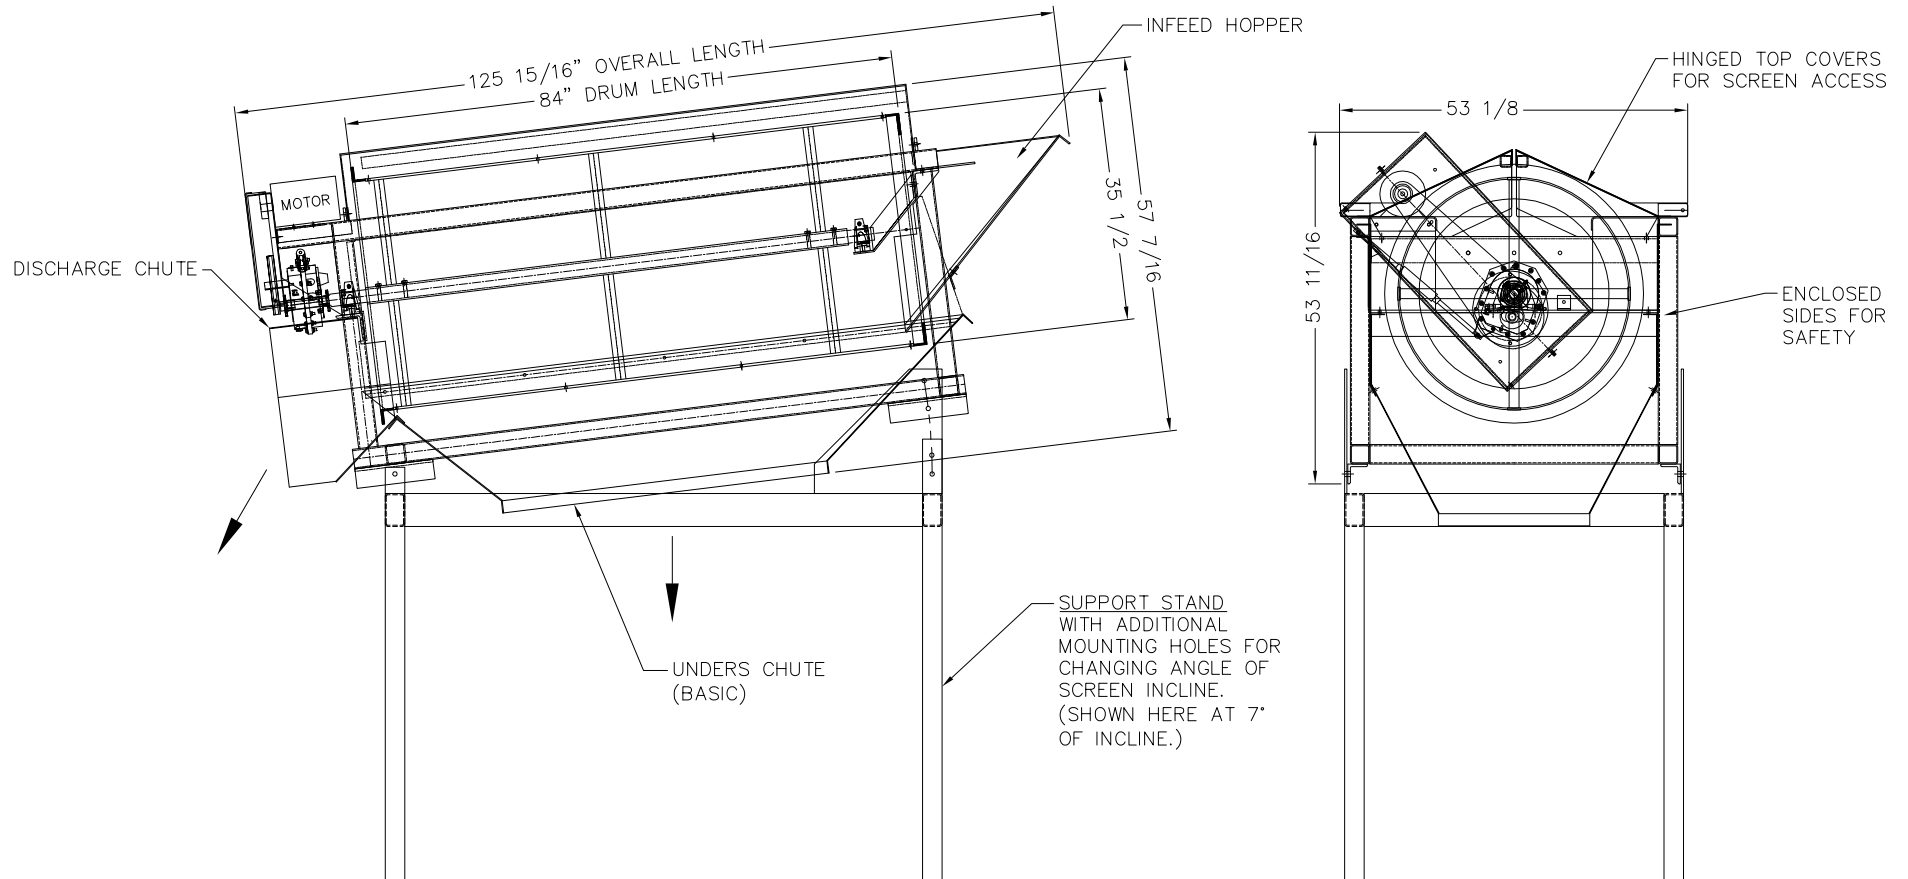 INFEED HOPPER
125 15/16” OVERALL LENGTH
84” DRUM LENGTH
35 1/2
57 7/16
MOTOR
DISCHARGE CHUTE
UNDERS CHUTE
(BASIC)
SUPPORT STAND
WITH ADDITIONAL
MOUNTING HOLES FOR
CHANGING ANGLE OF
SCREEN INCLINE.
(SHOWN HERE AT 7°
OF INCLINE.)
HINGED TOP COVERS
FOR SCREEN ACCESS
53 1/8
53 11/16
ENCLOSED
SIDES FOR
SAFETY